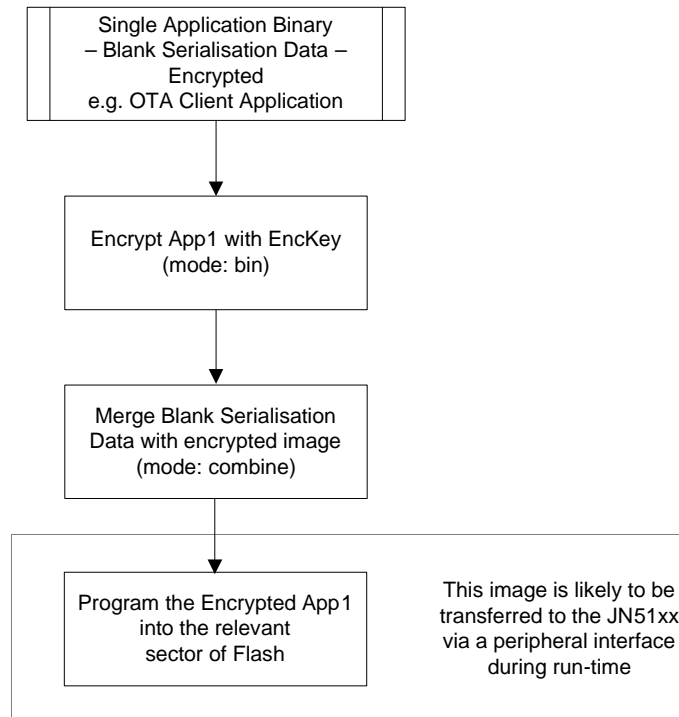 Single Application Binary
– Blank Serialisation Data –
Encrypted
e.g. OTA Client Application
Encrypt App1 with EncKey
(mode: bin)
Merge Blank Serialisation
Data with encrypted image
(mode: combine)
Program the Encrypted App1
into the relevant
sector of Flash
This image is likely to be
transferred to the JN51xx
via a peripheral interface
during run-time